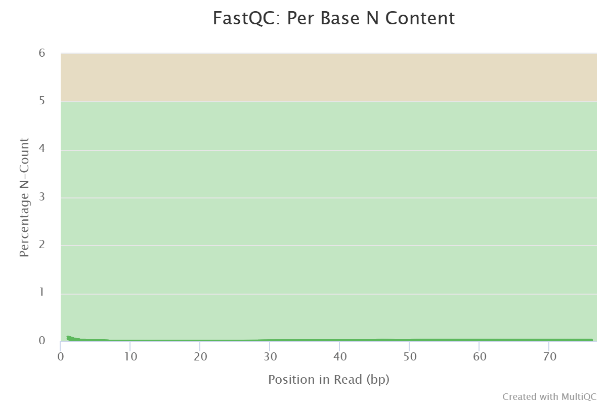 FastQC: Per Base N Content
Percentage N-Count
6
5
4
3
2
1
0
0 10 20 30 40 50 60 70
Position in Read (bp)
Created with MultiQC